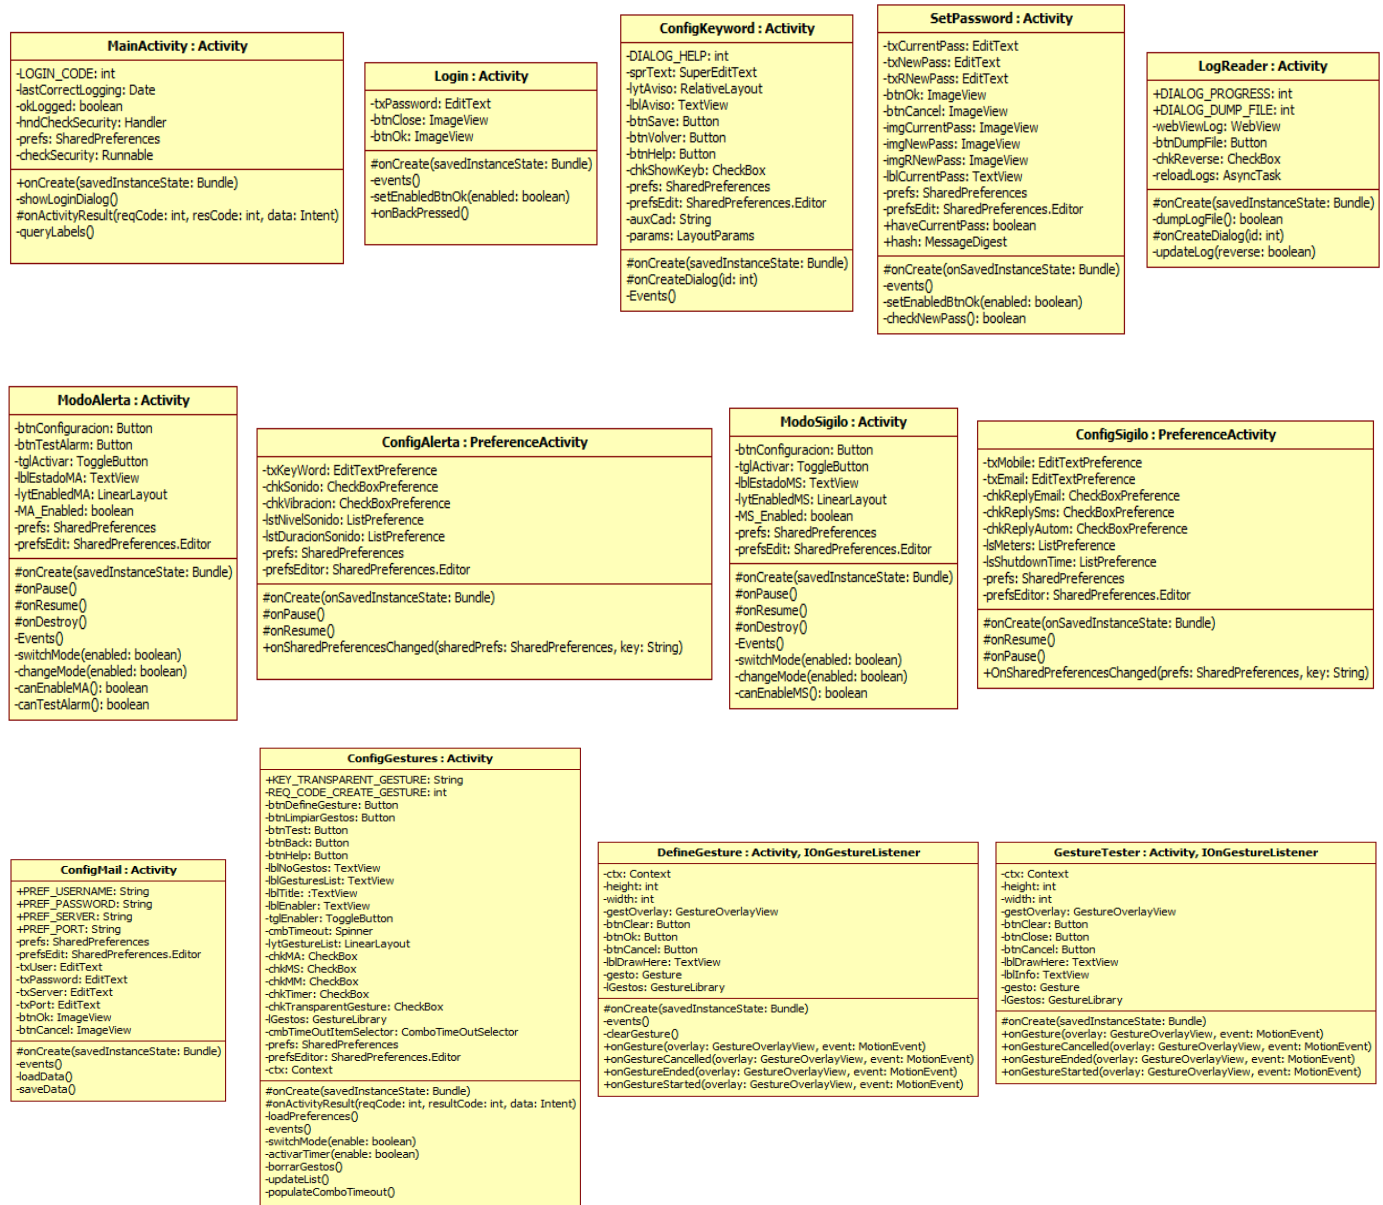 MainActivity : Activity
-LOGIN_CODE: int
-lastCorrectLogging: Date
-okLogged: boolean
-hndCheckSecurity: Handler
-prefs: SharedPreferences
-checkSecurity: Runnable
+onCreate(savedInstanceState: Bundle)
-showLoginDialog()
#onActivityResult(reqCode: int, resCode: int, data: Intent)
-queryLabels()
Login : Activity
-txPassword: EditText
-btnClose: ImageView
-btnOk: ImageView
#onCreate(savedInstanceState: Bundle)
-events()
-setEnabledBtnOk(enabled: boolean)
+onBackPressed()
ConfigKeyword : Activity
-DIALOG_HELP: int
-sprText: SuperEditText
-lytAviso: RelativeLayout
-lblAviso: TextView
-btnSave: Button
-btnVolver: Button
-btnHelp: Button
-chkShowKeyb: CheckBox
-prefs: SharedPreferences
-prefsEdit: SharedPreferences.Editor
-auxCad: String
-params: LayoutParams
#onCreate(savedInstanceState: Bundle)
#onCreateDialog(id: int)
-Events()
SetPassword : Activity
-txCurrentPass: EditText
-txNewPass: EditText
-txRNewPass: EditText
-btnOk: ImageView
-btnCancel: ImageView
-imgCurrentPass: ImageView
-imgNewPass: ImageView
-imgRNewPass: ImageView
-lblCurrentPass: TextView
-prefs: SharedPreferences
-prefsEdit: SharedPreferences.Editor
+haveCurrentPass: boolean
+hash: MessageDigest
#onCreate(onSavedInstanceState: Bundle)
-events()
-setEnabledBtnOk(enabled: boolean)
-checkNewPass(): boolean
LogReader : Activity
+DIALOG_PROGRESS: int
+DIALOG_DUMP_FILE: int
-webViewLog: WebView
-btnDumpFile: Button
-chkReverse: CheckBox
-reloadLogs: AsyncTask
#onCreate(savedInstanceState: Bundle)
-dumpLogFile(): boolean
#onCreateDialog(id: int)
-updateLog(reverse: boolean)
ModoAlerta : Activity
-btnConfiguracion: Button
-btnTestAlarm: Button
-tglActivar: ToggleButton
-lblEstadoMA: TextView
-lytEnabledMA: LinearLayout
-MA_Enabled: boolean
-prefs: SharedPreferences
-prefsEdit: SharedPreferences.Editor
#onCreate(savedInstanceState: Bundle)
#onPause()
#onResume()
#onDestroy()
-Events()
-switchMode(enabled: boolean)
-changeMode(enabled: boolean)
-canEnableMA(): boolean
-canTestAlarm(): boolean
ConfigAlerta : PreferenceActivity
-txKeyWord: EditTextPreference
-chkSonido: CheckBoxPreference
-chkVibracion: CheckBoxPreference
-lstNivelSonido: ListPreference
-lstDuracionSonido: ListPreference
-prefs: SharedPreferences
-prefsEditor: SharedPreferences.Editor
#onCreate(onSavedInstanceState: Bundle)
#onPause()
#onResume()
+onSharedPreferencesChanged(sharedPrefs: SharedPreferences, key: String)
ModoSigilo : Activity
-btnConfiguracion: Button
-tglActivar: ToggleButton
-lblEstadoMS: TextView
-lytEnabledMS: LinearLayout
-MS_Enabled: boolean
-prefs: SharedPreferences
-prefsEdit: SharedPreferences.Editor
#onCreate(savedInstanceState: Bundle)
#onPause()
#onResume()
#onDestroy()
-Events()
-switchMode(enabled: boolean)
-changeMode(enabled: boolean)
-canEnableMS(): boolean
ConfigSigilo : PreferenceActivity
-txMobile: EditTextPreference
-txEmail: EditTextPreference
-chkReplyEmail: CheckBoxPreference
-chkReplySms: CheckBoxPreference
-chkReplyAutom: CheckBoxPreference
-lsMeters: ListPreference
-lsShutdownTime: ListPreference
-prefs: SharedPreferences
-prefsEditor: SharedPreferences.Editor
#onCreate(onSavedInstanceState: Bundle)
#onResume()
#onPause()
+OnSharedPreferencesChanged(prefs: SharedPreferences, key: String)
ConfigMail : Activity
+PREF_USERNAME: String
+PREF_PASSWORD: String
+PREF_SERVER: String
+PREF_PORT: String
-prefs: SharedPreferences
-prefsEdit: SharedPreferences.Editor
-txUser: EditText
-txPassword: EditText
-txServer: EditText
-txPort: EditText
-btnOk: ImageView
-btnCancel: ImageView
#onCreate(savedInstanceState: Bundle)
-events()
-loadData()
-saveData()
ConfigGestures : Activity
+KEY_TRANSPARENT_GESTURE: String
-REQ_CODE_CREATE_GESTURE: int
-btnDefineGesture: Button
-btnLimpiarGestos: Button
-btnTest: Button
-btnBack: Button
-btnHelp: Button
-lblNoGestos: TextView
-lblGesturesList: TextView
-lblTitle: :TextView
-lblEnabler: TextView
-tglEnabler: ToggleButton
-cmbTimeout: Spinner
-lytGestureList: LinearLayout
-chkMA: CheckBox
-chkMS: CheckBox
-chkMM: CheckBox
-chkTimer: CheckBox
-chkTransparentGesture: CheckBox
-lGestos: GestureLibrary
-cmbTimeOutItemSelector: ComboTimeOutSelector
-prefs: SharedPreferences
-prefsEditor: SharedPreferences.Editor
-ctx: Context
#onCreate(savedInstanceState: Bundle)
#onActivityResult(reqCode: int, resultCode: int, data: Intent)
-loadPreferences()
-events()
-switchMode(enable: boolean)
-activarTimer(enable: boolean)
-borrarGestos()
-updateList()
-populateComboTimeout()
DefineGesture : Activity, IOnGestureListener
-ctx: Context
-height: int
-width: int
-gestOverlay: GestureOverlayView
-btnClear: Button
-btnOk: Button
-btnCancel: Button
-lblDrawHere: TextView
-gesto: Gesture
-lGestos: GestureLibrary
#onCreate(savedInstanceState: Bundle)
-events()
-clearGesture()
+onGesture(overlay: GestureOverlayView, event: MotionEvent)
+onGestureCancelled(overlay: GestureOverlayView, event: MotionEvent)
+onGestureEnded(overlay: GestureOverlayView, event: MotionEvent)
+onGestureStarted(overlay: GestureOverlayView, event: MotionEvent)
GestureTester : Activity, IOnGestureListener
-ctx: Context
-height: int
-width: int
-gestOverlay: GestureOverlayView
-btnClear: Button
-btnClose: Button
-btnCancel: Button
-lblDrawHere: TextView
-lblInfo: TextView
-gesto: Gesture
-lGestos: GestureLibrary
#onCreate(savedInstanceState: Bundle)
+onGesture(overlay: GestureOverlayView, event: MotionEvent)
+onGestureCancelled(overlay: GestureOverlayView, event: MotionEvent)
+onGestureEnded(overlay: GestureOverlayView, event: MotionEvent)
+onGestureStarted(overlay: GestureOverlayView, event: MotionEvent)